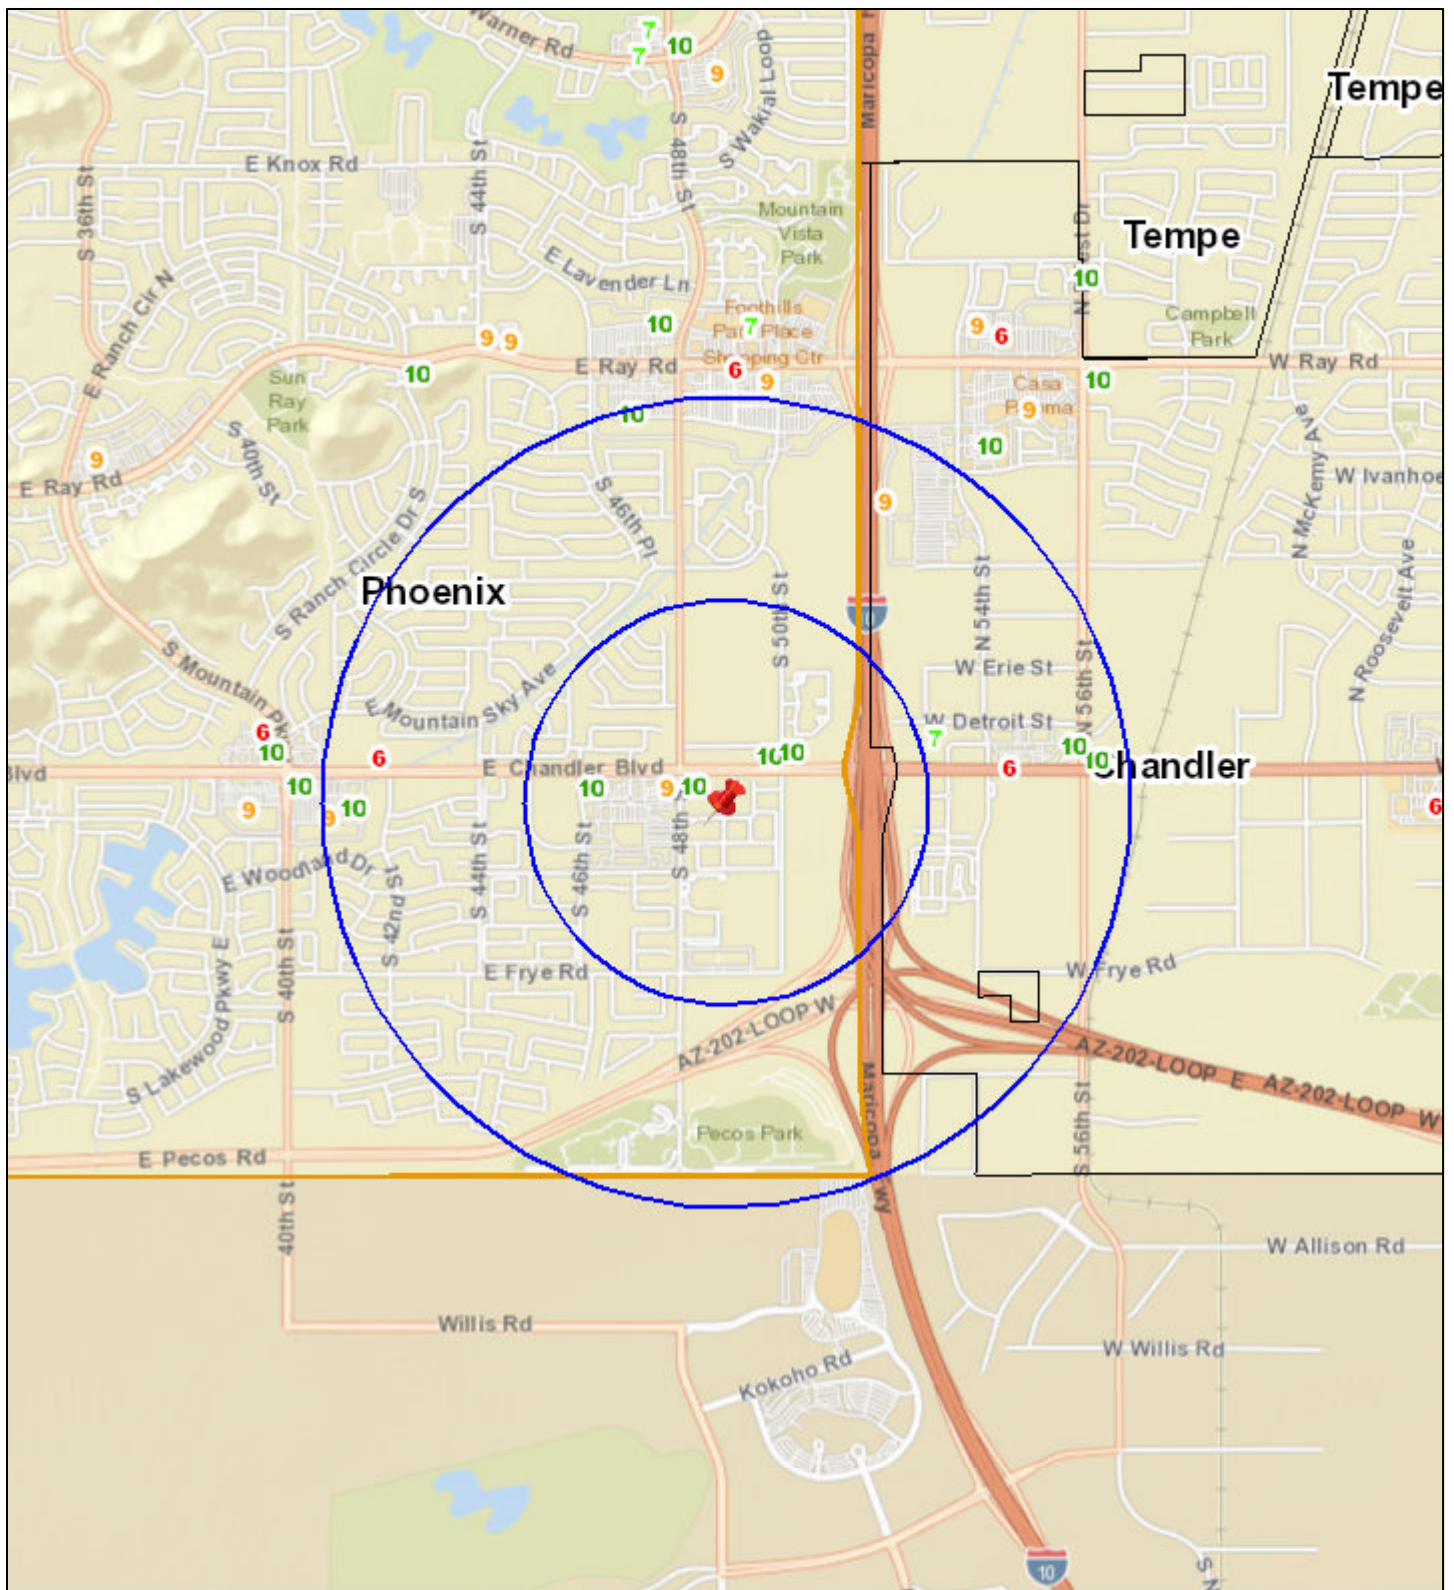 Warner Rd
7
7
10
9
S Wakial Loop
Maricopa
Tempe
E Knox Rd
S 36th St
S 44th St
S 48th St
Mountain
Vista
Park
Tempe
E Lavender Ln
10
Campbell
Park
E Ranch Cir N
Foothills
Place
7
10
9
6
9
9
E Ray Rd
Shopping Ctr
W Ray Rd
10
6
9
10
Sun
Ray
Park
Casa
9
10
10
S 40th St
9
E Ray Rd
S 46th Pl
9
N McKemy Ave
W Ivanhoe
S Ranch Circle Dr S
Phoenix
S 50th St
N 54th St
N Roosevelt Ave
W Erie St
N 56th St
S Mountain Pk
E Mountain Sky Ave
W Detroit St
6
10
6
7
10
10
10
10
Blvd
E Chandler Blvd
6
Chandler
10
9
10
10
9
9
10
6
E Woodland Dr
S 42nd St
S 44th St
S 46th St
S 48th
S Lakewood Pkwy E
S 40th St
E Frye Rd
W Frye Rd
AZ-202-LOOP W
AZ-202-LOOP E
AZ-202-LOOP W
Maricopa
wy
Pecos Park
E Pecos Rd
S 56th St
40th St
W Allison Rd
Willis Rd
W Willis Rd
Kokoho Rd
10
S N